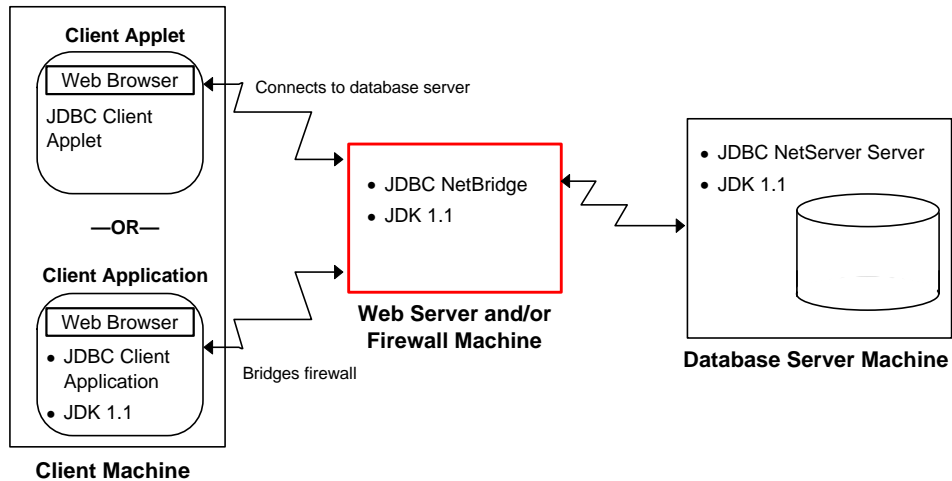 Client Applet
Web Browser
JDBC Client
Applet
—OR—
Client Application
Web Browser
• JDBC Client
Application
• JDK 1.1
Client Machine
Connects to database server
Bridges firewall
• JDBC NetBridge
• JDK 1.1
Web Server and/or
Firewall Machine
• JDBC NetServer Server
• JDK 1.1
Database Server Machine